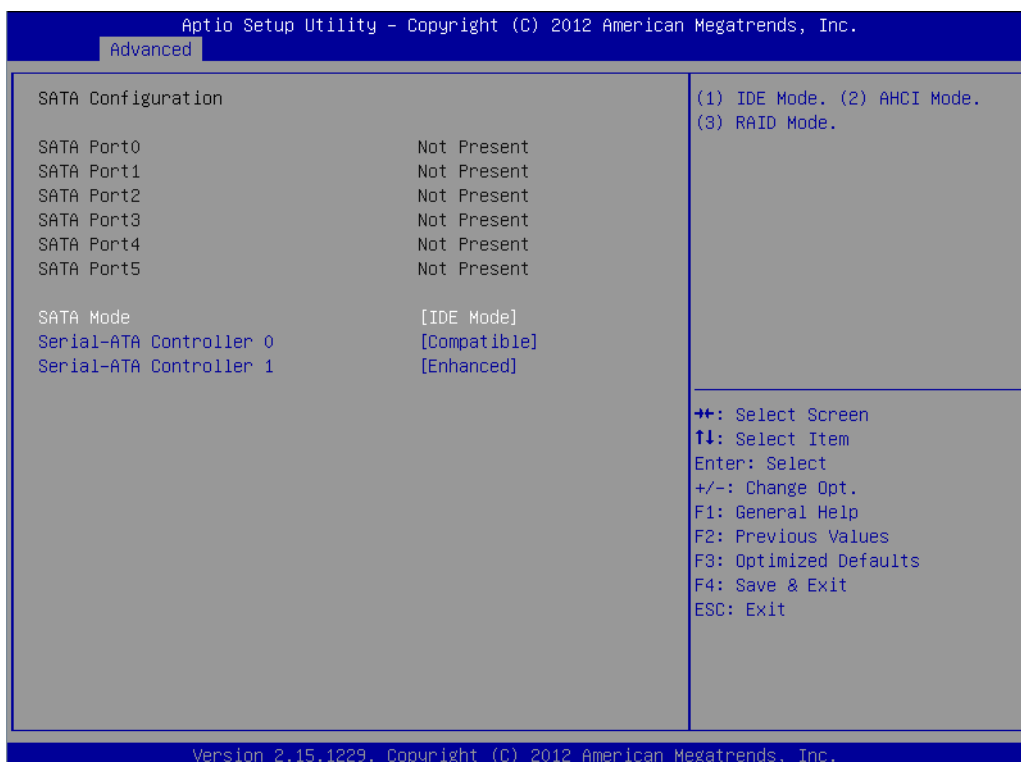 Aptio Setup Utility – Copyright (C) 2012 American Megatrends, Inc.
Advanced
SATA Configuration
SATA Port0 Not Present
SATA Port1 Not Present
SATA Port2 Not Present
SATA Port3 Not Present
SATA Port4 Not Present
SATA Port5 Not Present
SATA Mode [IDE Mode]
Serial-ATA Controller 0 [Compatible]
Serial-ATA Controller 1 [Enhanced]
(1) IDE Mode. (2) AHCI Mode.
(3) RAID Mode.
→←: Select Screen
↑↓: Select Item
Enter: Select
+/-: Change Opt.
F1: General Help
F2: Previous Values
F3: Optimized Defaults
F4: Save & Exit
ESC: Exit
Version 2.15.1229. Copyright (C) 2012 American Megatrends, Inc.